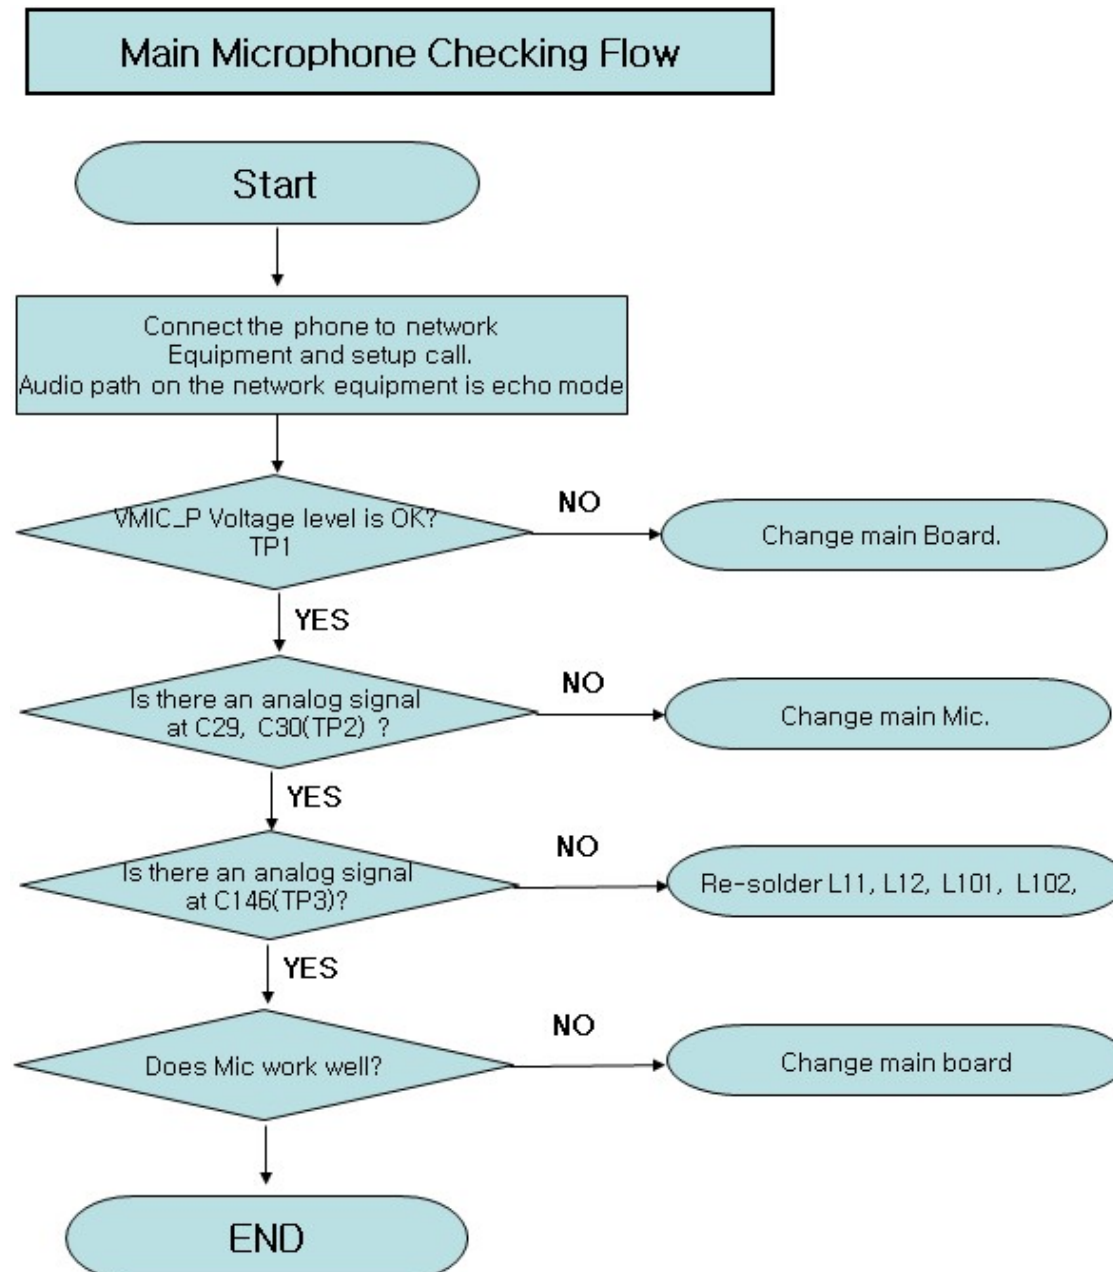 Main Microphone Checking Flow
Start
Connect the phone to network
Equipment and setup call.
Audio path on the network equipment is echo mode
VMIC_P Voltage level is OK?
TP1
NO
Change main Board.
YES
Is there an analog signal
at C29, C30(TP2) ?
NO
Change main Mic.
YES
Is there an analog signal
at C146(TP3)?
NO
Re-solder L11, L12, L101, L102,
YES
Does Mic work well?
NO
Change main board
END